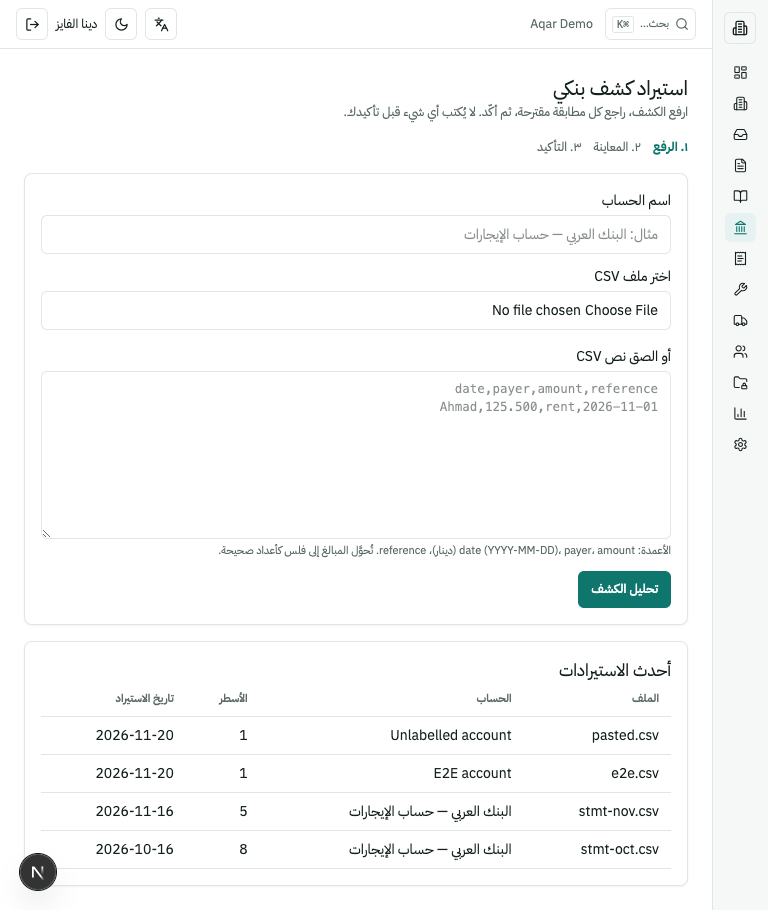 بحث... ⌘K
Aqar Demo
دينا الفايز
استيراد كشف بنكي
ارفع الكشف، راجع كل مطابقة مقترحة، ثم أكّد. لا يُكتب أي شيء قبل تأكيدك.
١. الرفع ٢. المعاينة ٣. التأكيد
اسم الحساب
مثال: البنك العربي — حساب الإيجارات
اختر ملف CSV
Choose File No file chosen
أو الصق نص CSV
date,payer,amount,reference
2026-11-01,Ahmad,125.500,rent
الأعمدة: date (YYYY-MM-DD)، payer، amount (دينار)، reference. تُحوَّل المبالغ إلى فلس كأعداد صحيحة.
تحليل الكشف
أحدث الاستيرادات
الملف الحساب الأسطر تاريخ الاستيراد
pasted.csv Unlabelled account 1 2026-11-20
e2e.csv E2E account 1 2026-11-20
stmt-nov.csv البنك العربي — حساب الإيجارات 5 2026-11-16
stmt-oct.csv البنك العربي — حساب الإيجارات 8 2026-10-16
N